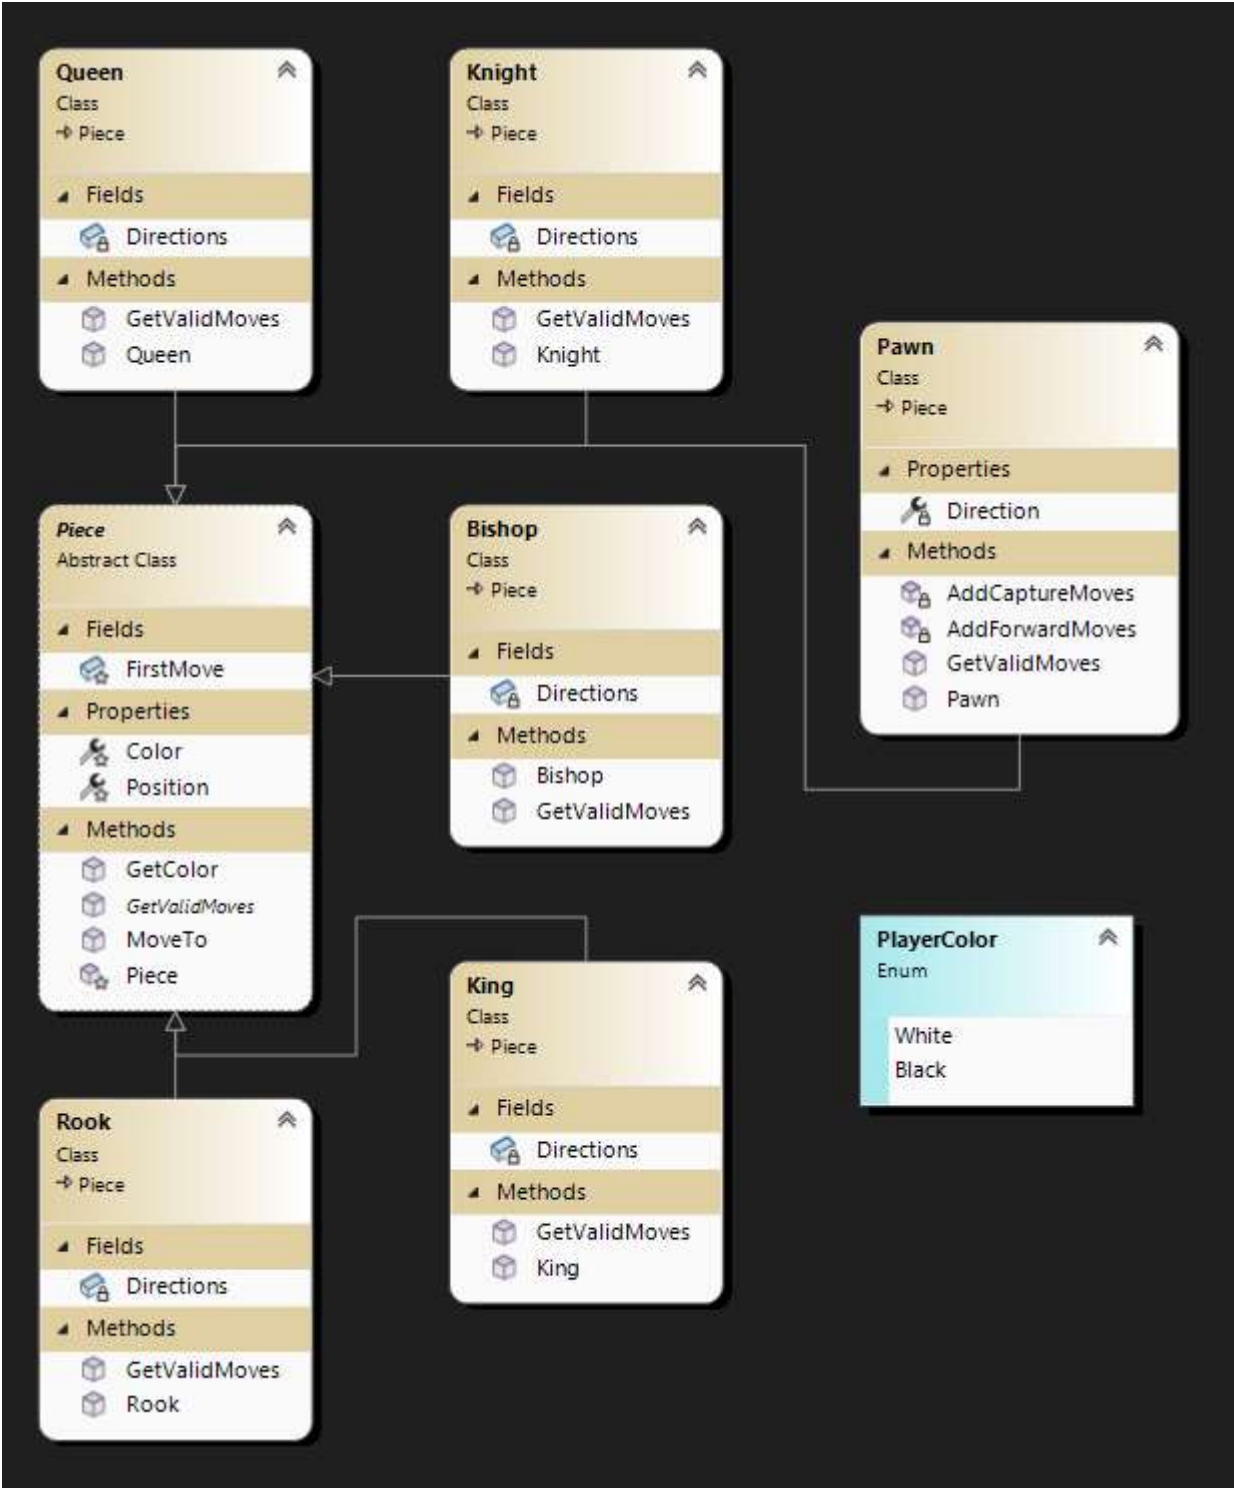 Queen
Class
Piece
Fields
Directions
Methods
GetValidMoves
Queen
Knight
Class
Piece
Fields
Directions
Methods
GetValidMoves
Knight
Pawn
Class
Piece
Properties
Direction
Methods
AddCaptureMoves
AddForwardMoves
GetValidMoves
Pawn
Piece
Abstract Class
Fields
FirstMove
Properties
Color
Position
Methods
GetColor
GetValidMoves
MoveTo
Piece
Bishop
Class
Piece
Fields
Directions
Methods
Bishop
GetValidMoves
PlayerColor
Enum
White
Black
King
Class
Piece
Fields
Directions
Methods
GetValidMoves
King
Rook
Class
Piece
Fields
Directions
Methods
GetValidMoves
Rook